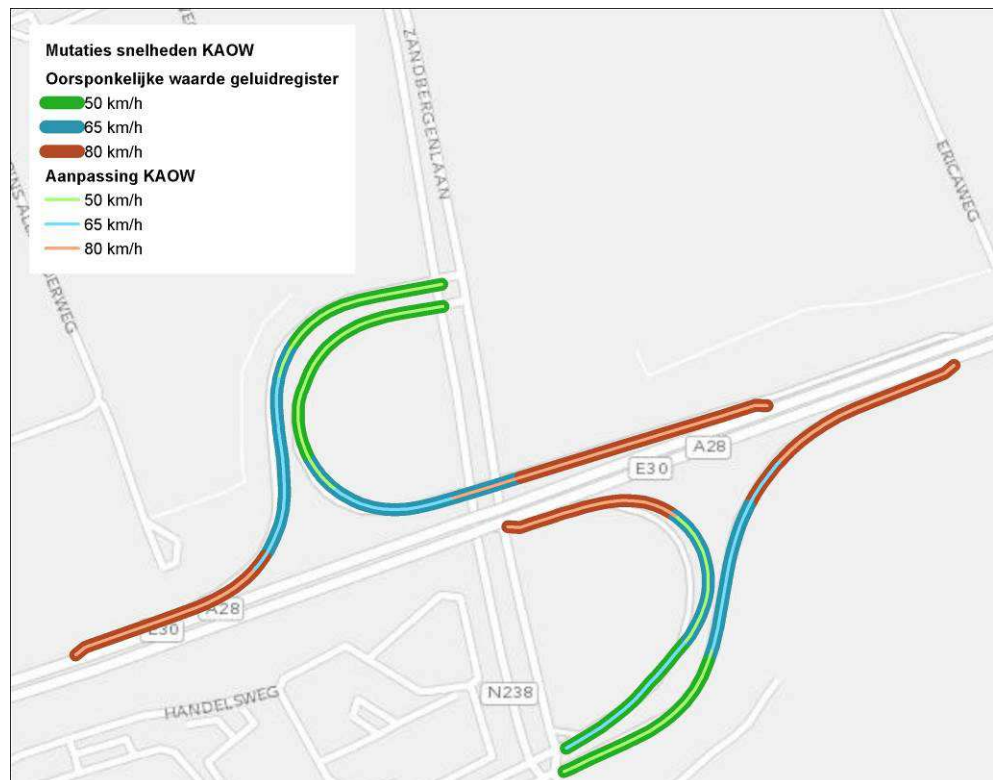 Mutaties snelheden KAOW
Oorsponkelijke waarde geluidregister
50 km/h
65 km/h
80 km/h
Aanpassing KAOW
50 km/h
65 km/h
80 km/h
ZANDBERGENLAAN
ERICAWEG
A28
E30
A28
E30
N238
HANDELSWEG